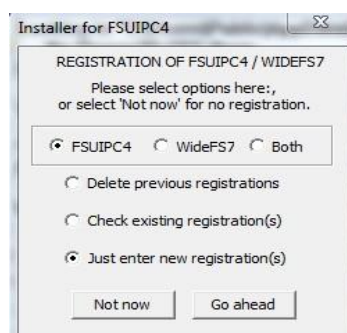 Installer for FSUIPC4
REGISTRATION OF FSUIPC4 / WIDEFS7
Please select options here:,
or select 'Not now' for no registration.
FSUIPC4 WideFS7 Both
Delete previous registrations
Check existing registration(s)
Just enter new registration(s)
Not now Go ahead